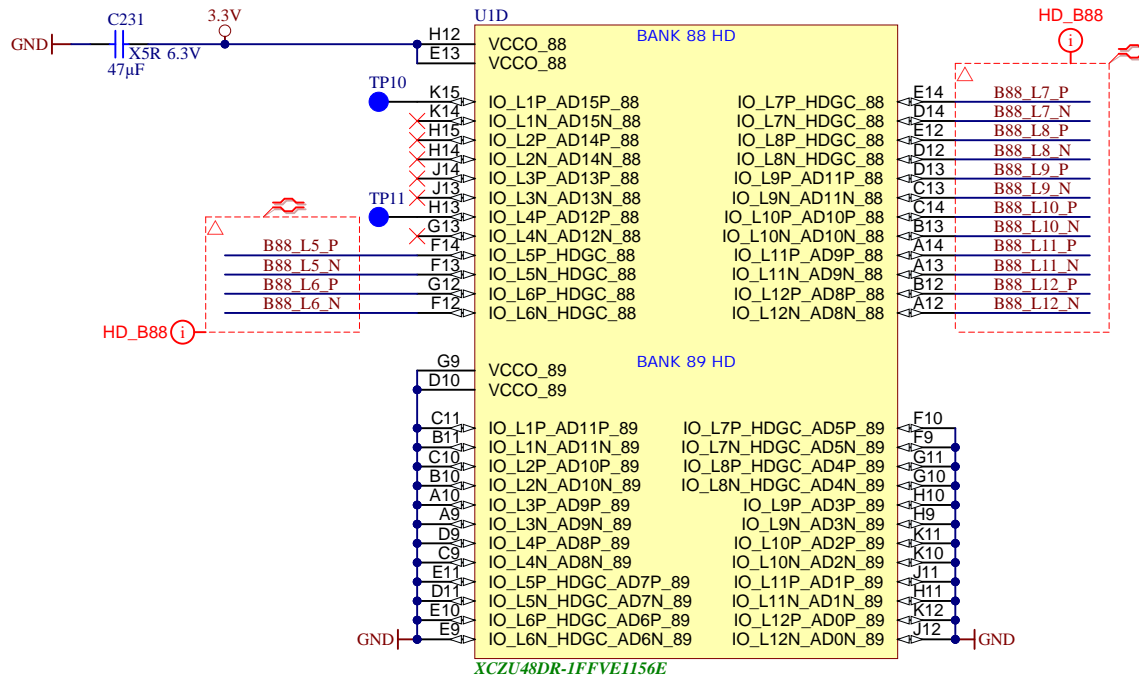 C231
3.3V
U1D
HD_B88
GND
X5R 6.3V
47µF
H12 VCCO_88
E13 VCCO_88
BANK 88 HD
TP10
K15 IO_L1P_AD15P_88 IO_L7P_HDGC_88 E14 B88_L7_P
K14 IO_L1N_AD15N_88 IO_L7N_HDGC_88 D14 B88_L7_N
H15 IO_L2P_AD14P_88 IO_L8P_HDGC_88 E12 B88_L8_P
H14 IO_L2N_AD14N_88 IO_L8N_HDGC_88 D12 B88_L8_N
J14 IO_L3P_AD13P_88 IO_L9P_AD11P_88 D13 B88_L9_P
J13 IO_L3N_AD13N_88 IO_L9N_AD11N_88 C13 B88_L9_N
TP11
H13 IO_L4P_AD12P_88 IO_L10P_AD10P_88 C14 B88_L10_P
G13 IO_L4N_AD12N_88 IO_L10N_AD10N_88 B13 B88_L10_N
B88_L5_P F14 IO_L5P_HDGC_88 IO_L11P_AD9P_88 A14 B88_L11_P
B88_L5_N F13 IO_L5N_HDGC_88 IO_L11N_AD9N_88 A13 B88_L11_N
B88_L6_P G12 IO_L6P_HDGC_88 IO_L12P_AD8P_88 B12 B88_L12_P
B88_L6_N F12 IO_L6N_HDGC_88 IO_L12N_AD8N_88 A12 B88_L12_N
HD_B88
BANK 89 HD
G9 VCCO_89
D10 VCCO_89
C11 IO_L1P_AD11P_89 IO_L7P_HDGC_AD5P_89 F10
B11 IO_L1N_AD11N_89 IO_L7N_HDGC_AD5N_89 F9
C10 IO_L2P_AD10P_89 IO_L8P_HDGC_AD4P_89 G11
B10 IO_L2N_AD10N_89 IO_L8N_HDGC_AD4N_89 G10
A10 IO_L3P_AD9P_89 IO_L9P_AD3P_89 H10
A9 IO_L3N_AD9N_89 IO_L9N_AD3N_89 H9
D9 IO_L4P_AD8P_89 IO_L10P_AD2P_89 K11
C9 IO_L4N_AD8N_89 IO_L10N_AD2N_89 K10
E11 IO_L5P_HDGC_AD7P_89 IO_L11P_AD1P_89 J11
D11 IO_L5N_HDGC_AD7N_89 IO_L11N_AD1N_89 H11
E10 IO_L6P_HDGC_AD6P_89 IO_L12P_AD0P_89 K12
GND E9 IO_L6N_HDGC_AD6N_89 IO_L12N_AD0N_89 J12 GND
XCZU48DR-1FFVE1156E